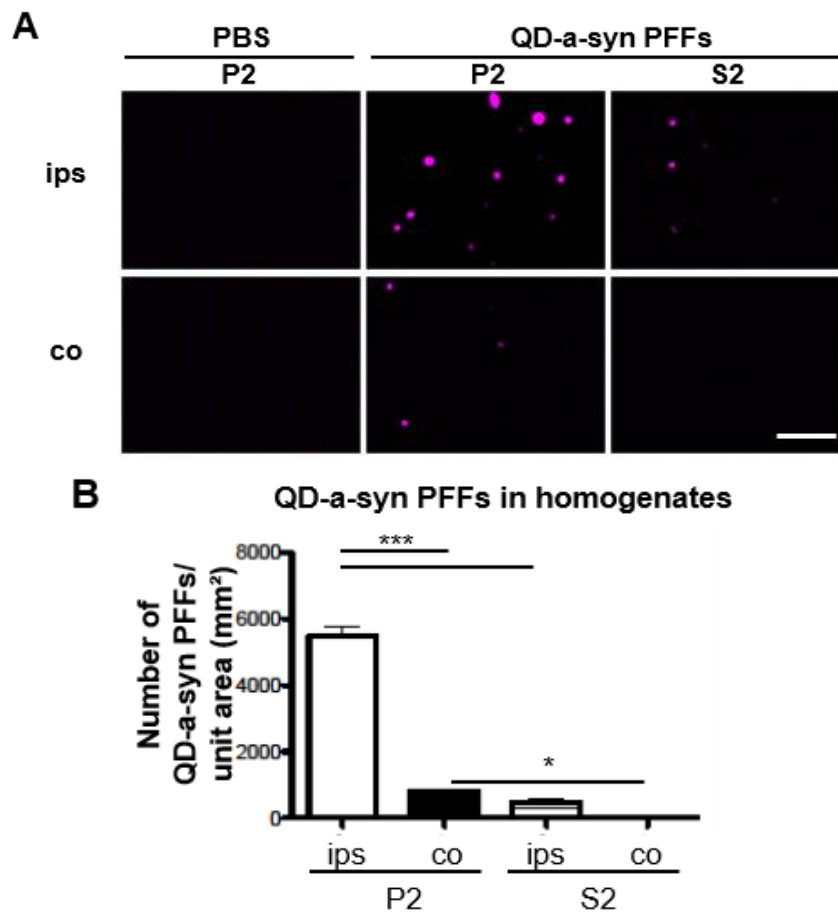 A
PBS QD-a-syn PFFs
P2 P2 S2
ips
co
B
QD-a-syn PFFs in homogenates
Number of
QD-a-syn PFFs/
unit area (mm²)
8000
6000
4000
2000
0
***
*
ips co ips co
P2 S2